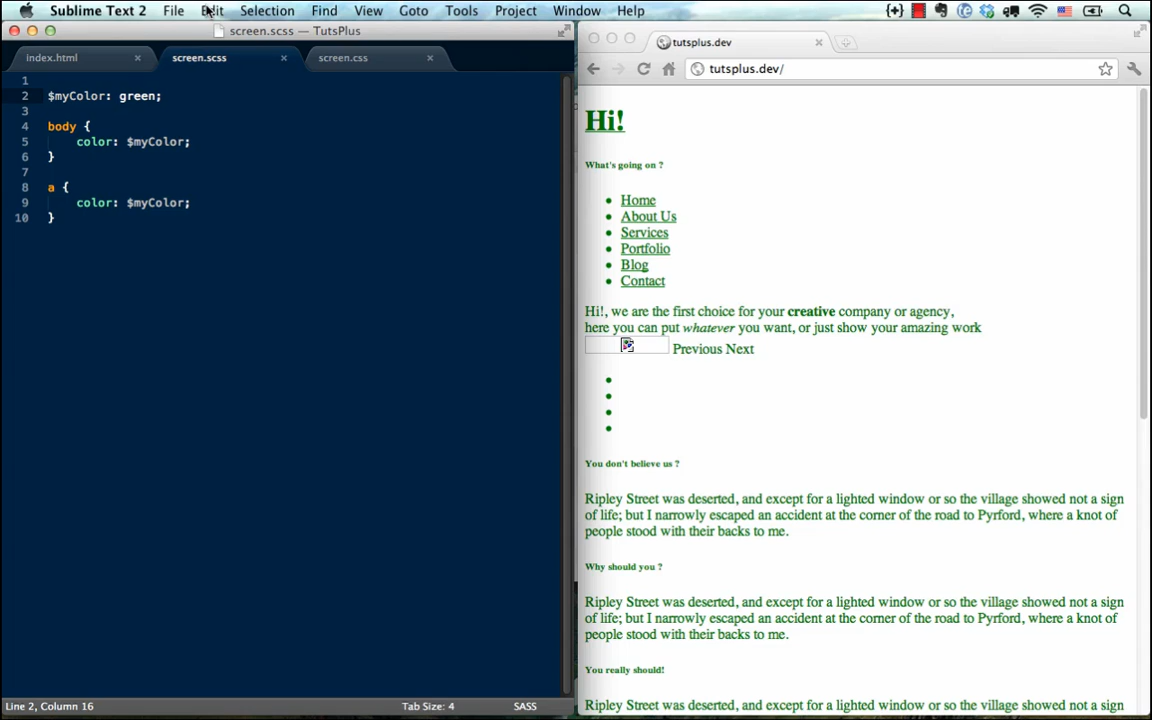 Sublime Text 2 File Edit Selection Find View Goto Tools Project Window Help
screen.scss — TutsPlus
index.html × screen.scss × screen.css ×
1
2 $myColor: green;
3
4 body {
5 color: $myColor;
6 }
7
8 a {
9 color: $myColor;
10 }
Line 2, Column 16 Tab Size: 4 SASS
tutsplus.dev ×
tutsplus.dev/
Hi!
What's going on ?
Home
About Us
Services
Portfolio
Blog
Contact
Hi!, we are the first choice for your creative company or agency,
here you can put whatever you want, or just show your amazing work
Previous Next
You don't believe us ?
Ripley Street was deserted, and except for a lighted window or so the village showed not a sign
of life; but I narrowly escaped an accident at the corner of the road to Pyrford, where a knot of
people stood with their backs to me.
Why should you ?
Ripley Street was deserted, and except for a lighted window or so the village showed not a sign
of life; but I narrowly escaped an accident at the corner of the road to Pyrford, where a knot of
people stood with their backs to me.
You really should!
Ripley Street was deserted, and except for a lighted window or so the village showed not a sign